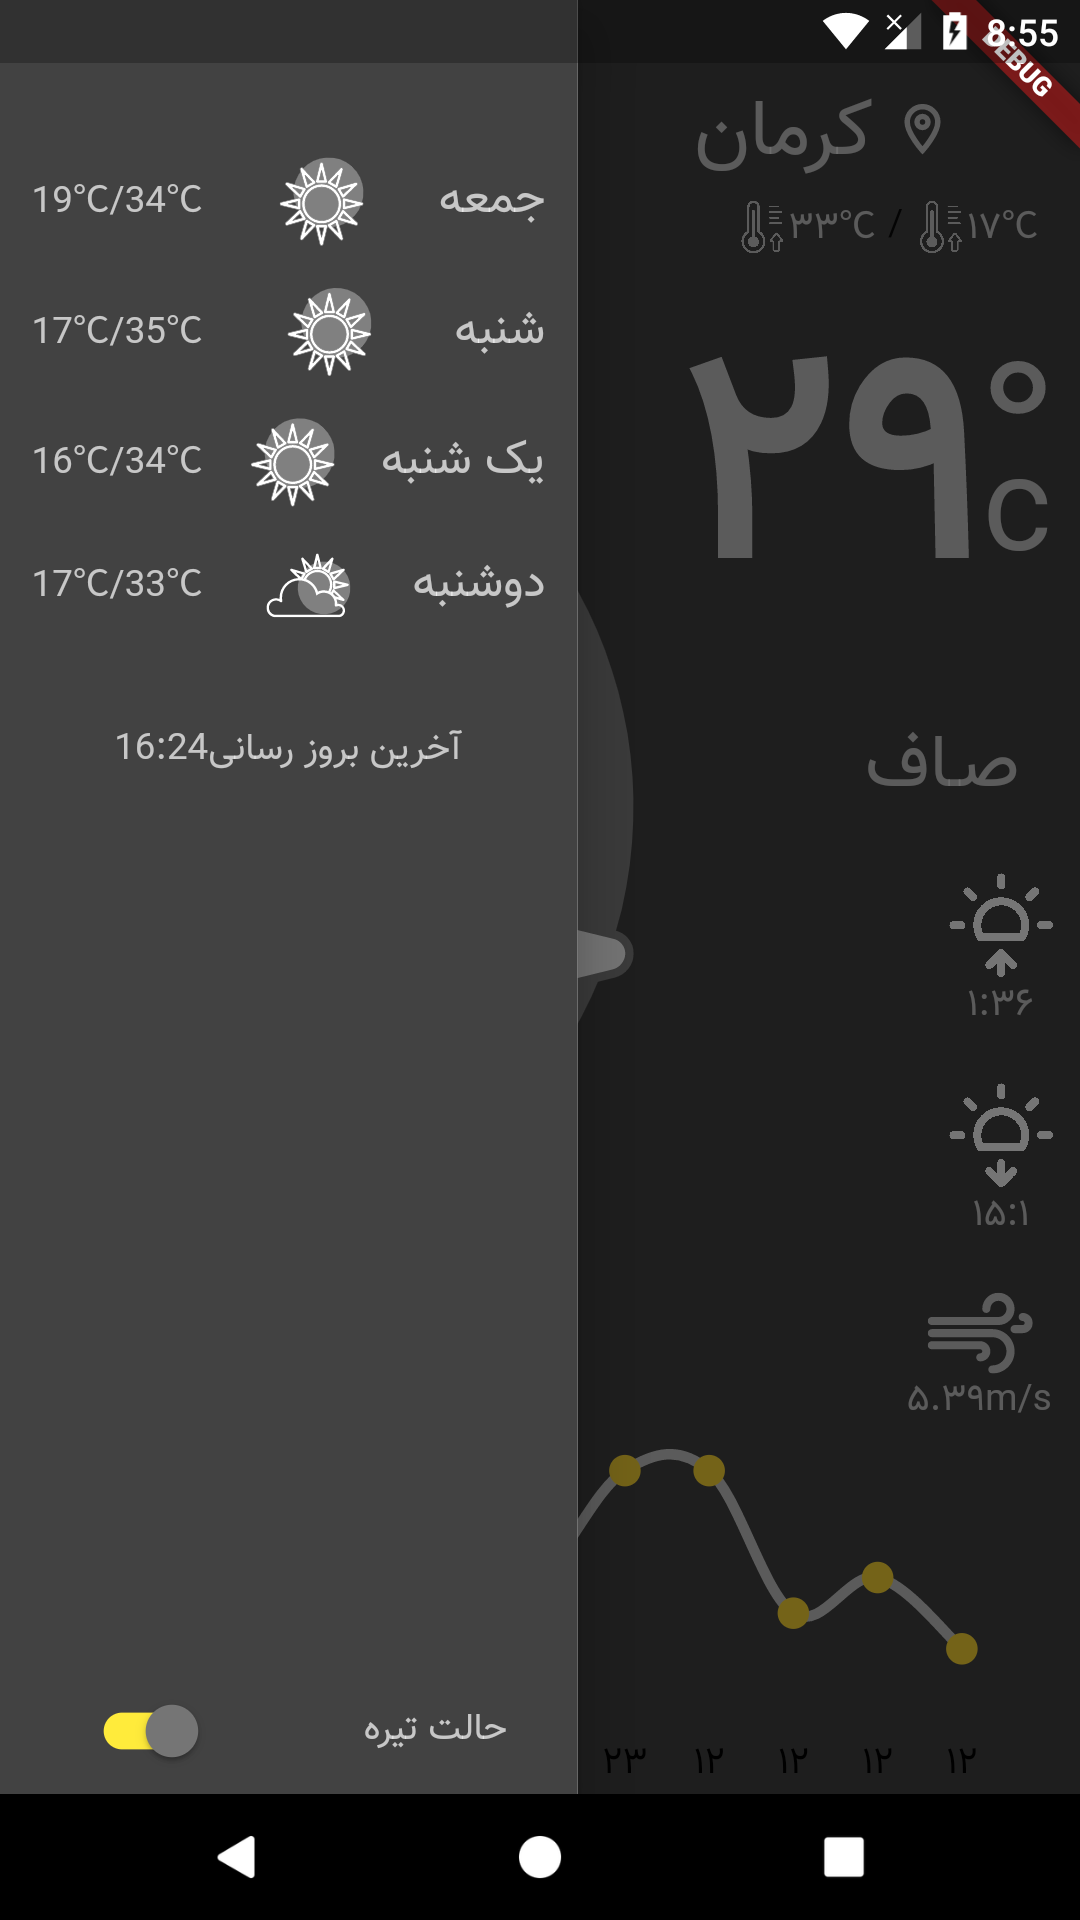 8:55
DEBUG
کرمان
۱۷°C / ۳۳°C
۲۹°C
صاف
۱:۳۶
۱۵:۱
۵.۳۹m/s
۲۳ ۱۲ ۱۲ ۱۲ ۱۲
جمعه 19°C/34°C
شنبه 17°C/35°C
یک شنبه 16°C/34°C
دوشنبه 17°C/33°C
آخرین بروز رسانی16:24
حالت تیره